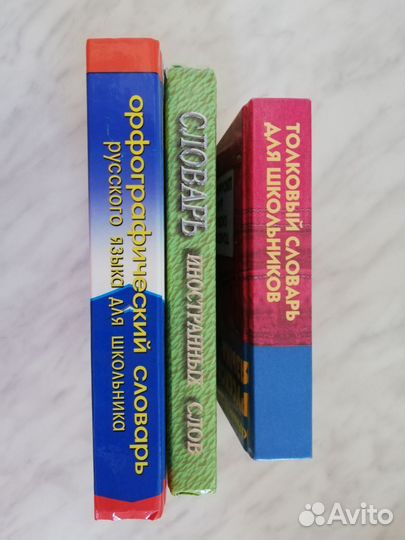 орфографический словарь
русского языка для школьника
СЛОВАРЬ ИНОСТРАННЫХ СЛОВ
ТОЛКОВЫЙ СЛОВАРЬ
ДЛЯ ШКОЛЬНИКОВ
Avito